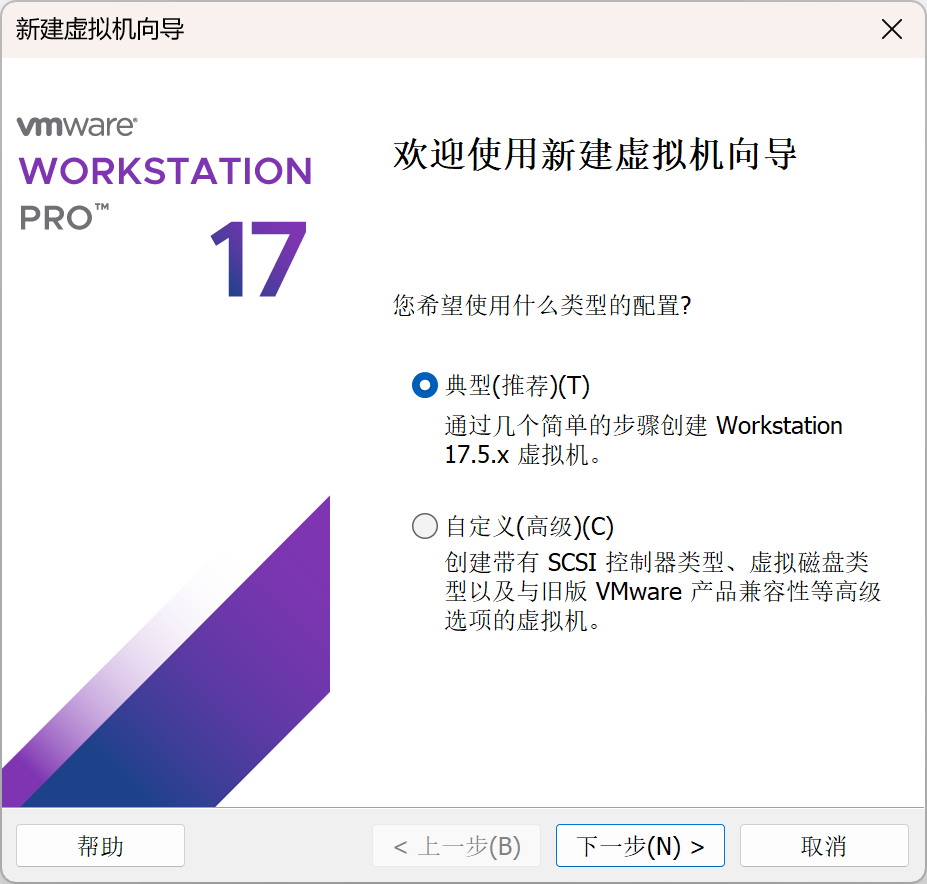 新建虚拟机向导
vmware®
WORKSTATION
PRO™
17
欢迎使用新建虚拟机向导
您希望使用什么类型的配置?
典型(推荐)(T)
通过几个简单的步骤创建 Workstation
17.5.x 虚拟机。
自定义(高级)(C)
创建带有 SCSI 控制器类型、虚拟磁盘类
型以及与旧版 VMware 产品兼容性等高级
选项的虚拟机。
帮助
< 上一步(B)
下一步(N) >
取消